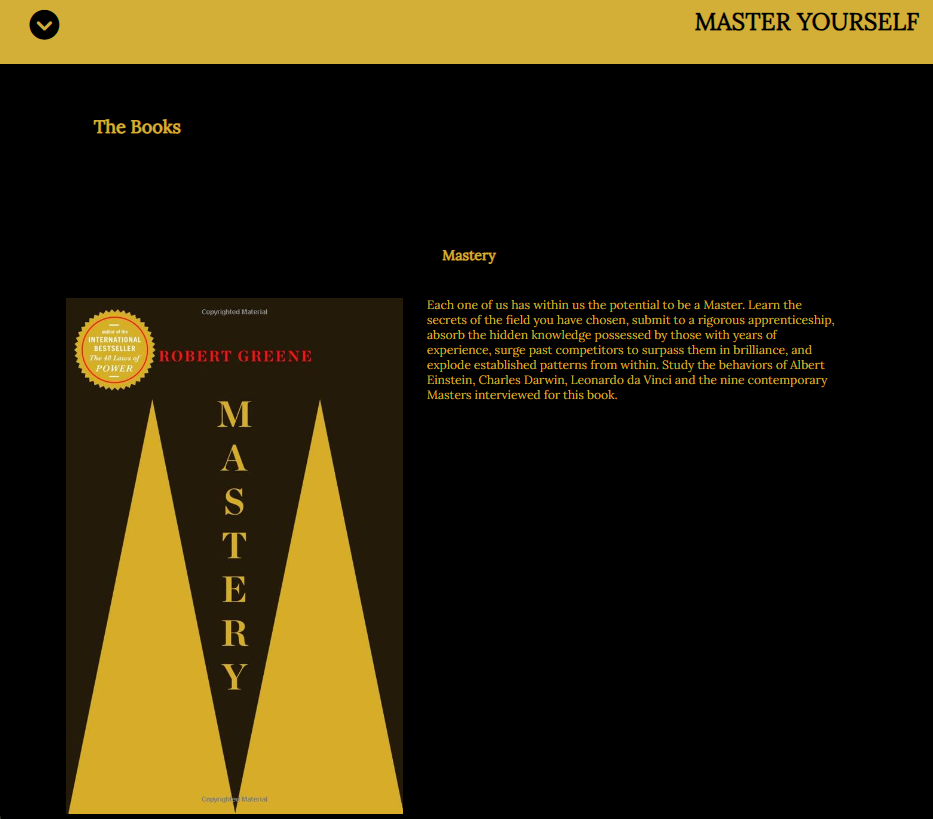 MASTER YOURSELF
The Books
Mastery
Copyrighted Material
author of the
INTERNATIONAL
BESTSELLER
The 48 Laws of
POWER
ROBERT GREENE
M
A
S
T
E
R
Y
Copyrighted Material
Each one of us has within us the potential to be a Master. Learn the
secrets of the field you have chosen, submit to a rigorous apprenticeship,
absorb the hidden knowledge possessed by those with years of
experience, surge past competitors to surpass them in brilliance, and
explode established patterns from within. Study the behaviors of Albert
Einstein, Charles Darwin, Leonardo da Vinci and the nine contemporary
Masters interviewed for this book.